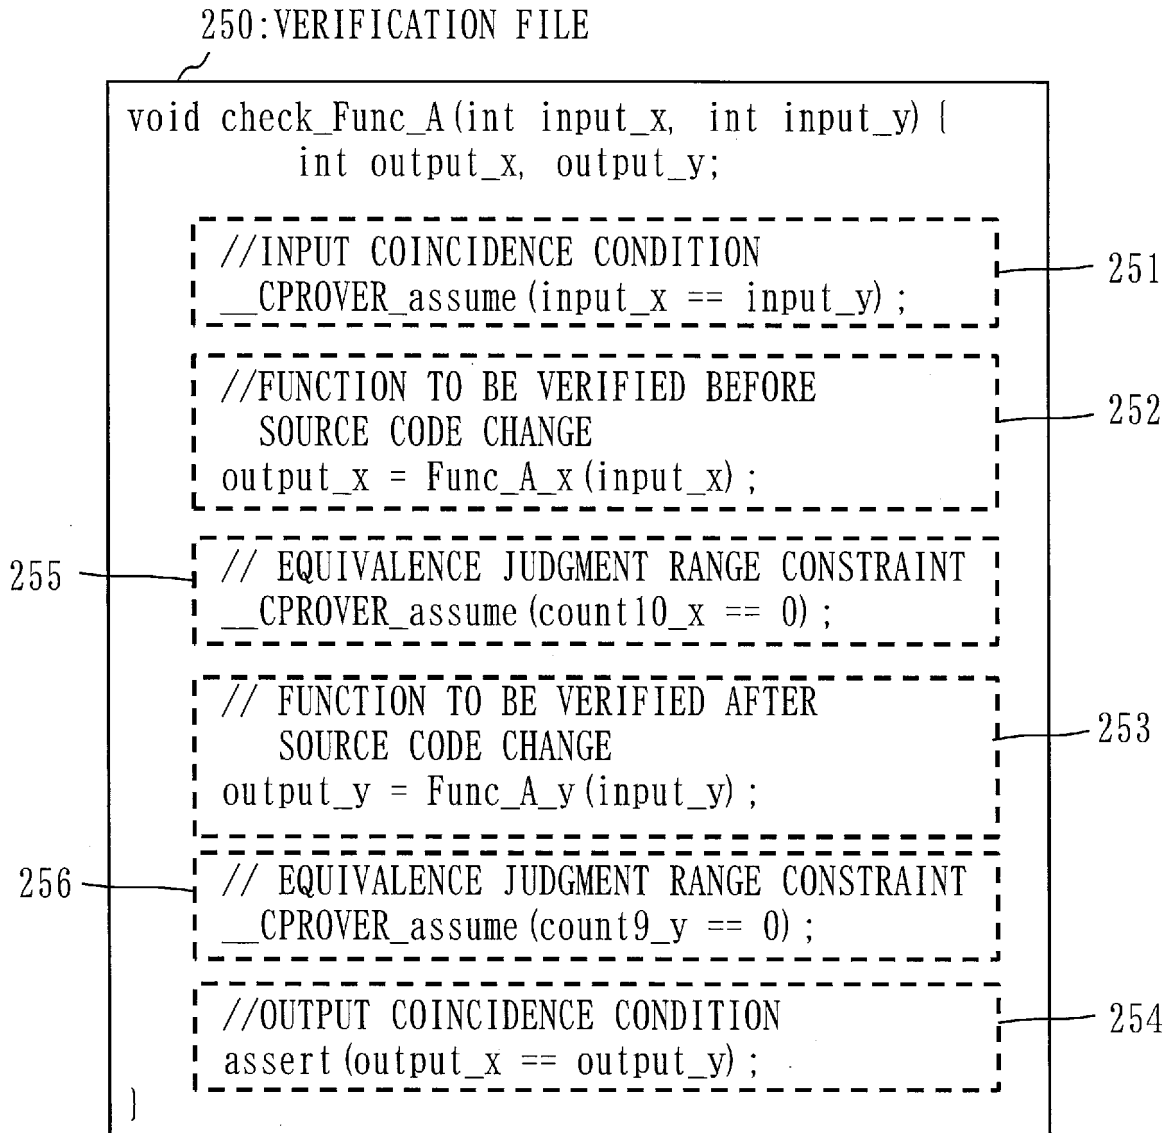 250:VERIFICATION FILE
void check_Func_A(int input_x, int input_y) {
int output_x, output_y;
//INPUT COINCIDENCE CONDITION
__CPROVER_assume(input_x == input_y);
251
//FUNCTION TO BE VERIFIED BEFORE
SOURCE CODE CHANGE
output_x = Func_A_x(input_x);
252
255
// EQUIVALENCE JUDGMENT RANGE CONSTRAINT
__CPROVER_assume(count10_x == 0);
// FUNCTION TO BE VERIFIED AFTER
SOURCE CODE CHANGE
output_y = Func_A_y(input_y);
253
256
// EQUIVALENCE JUDGMENT RANGE CONSTRAINT
__CPROVER_assume(count9_y == 0);
//OUTPUT COINCIDENCE CONDITION
assert(output_x == output_y);
254
}